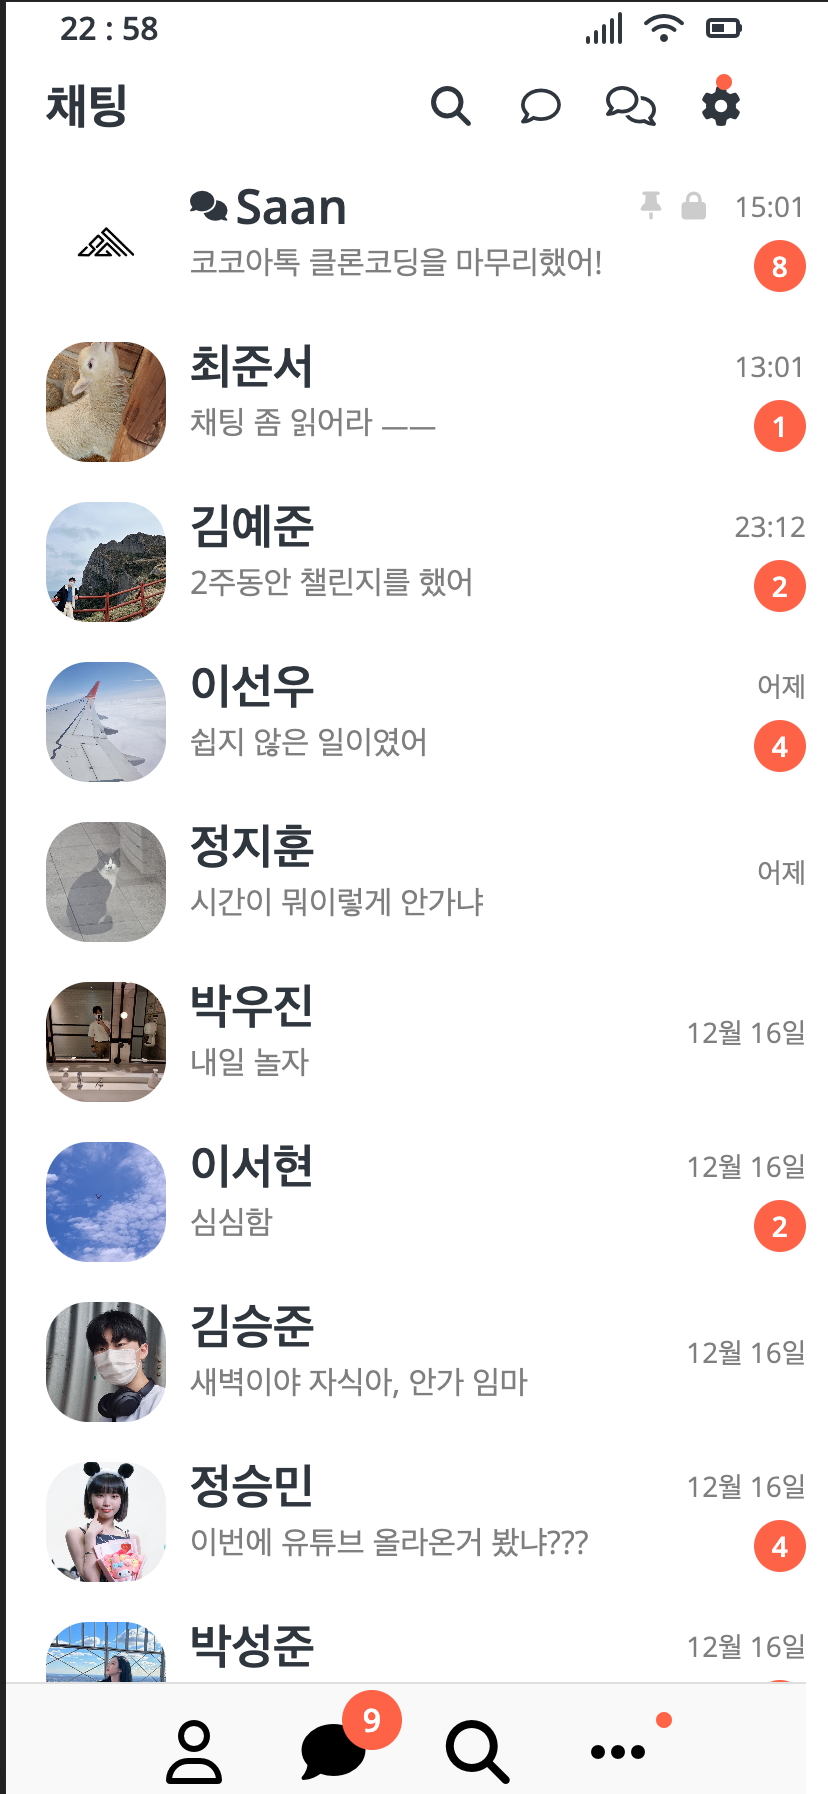 22 : 58
채팅
Saan 15:01
코코아톡 클론코딩을 마무리했어! 8
최준서 13:01
채팅 좀 읽어라 ㅡㅡ 1
김예준 23:12
2주동안 챌린지를 했어 2
이선우 어제
쉽지 않은 일이였어 4
정지훈
시간이 뭐이렇게 안가냐 어제
박우진
내일 놀자 12월 16일
이서현 12월 16일
심심함 2
김승준
새벽이야 자식아, 안가 임마 12월 16일
정승민 12월 16일
이번에 유튜브 올라온거 봤냐??? 4
박성준 12월 16일
9